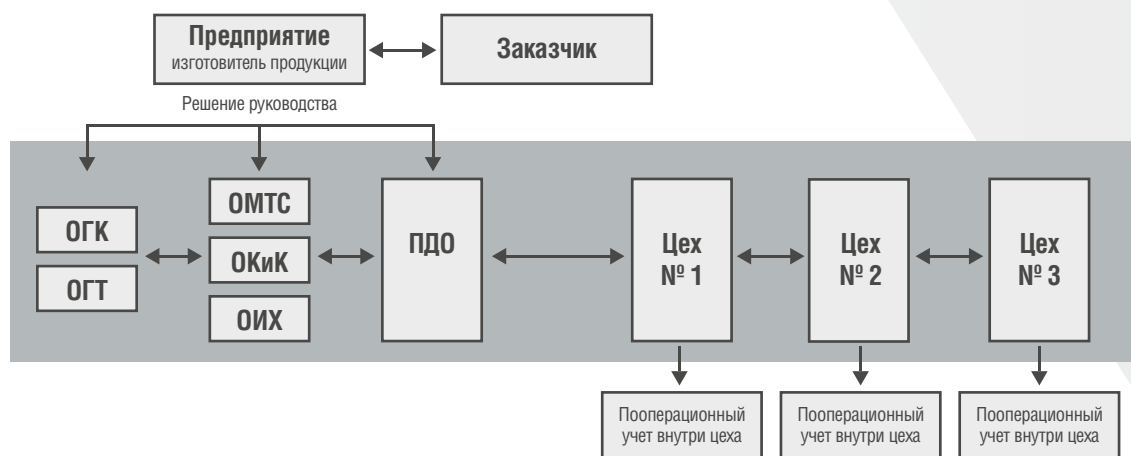 Предприятие
изготовитель продукции
Заказчик
Решение руководства
ОГК
ОГТ
ОМТС
ОКиК
ОИХ
ПДО
Цех
№ 1
Цех
№ 2
Цех
№ 3
Пооперационный
учет внутри цеха
Пооперационный
учет внутри цеха
Пооперационный
учет внутри цеха